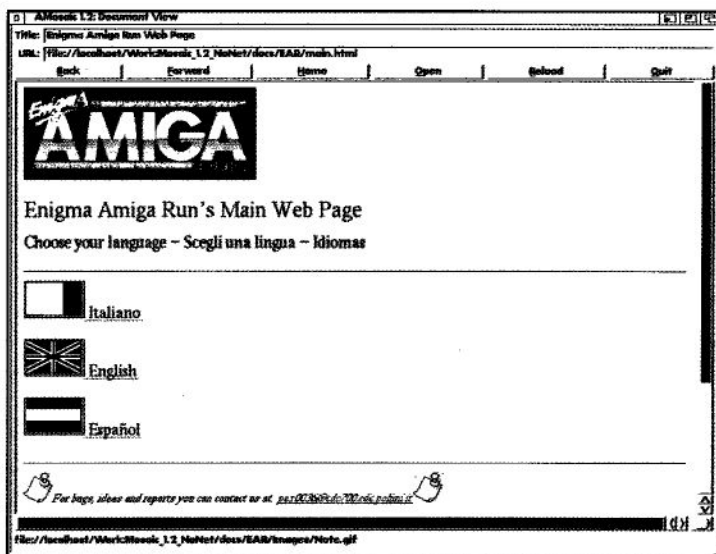 AMosaic 1.2: Document View
Title: Enigma Amiga Run Web Page
URL: file://localhost/Work:Mosaic_1.2_NoNet/docs/EAR/main.html
Back Forward Home Open Reload Quit
Enigma
AMIGA
Enigma Amiga Run's Main Web Page
Choose your language - Scegli una lingua - Idiomas
Italiano
English
Español
For bugs, ideas and reports you can contact us at
file://localhost/Work:Mosaic_1.2_NoNet/docs/EAR/Images/Note.gif